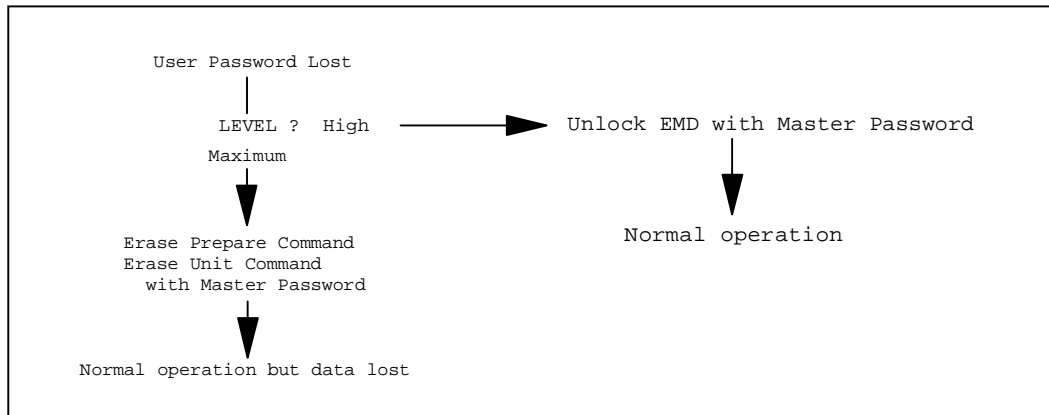 User Password Lost
LEVEL ? High
Maximum
Unlock EMD with Master Password
Normal operation
Erase Prepare Command
Erase Unit Command
with Master Password
Normal operation but data lost